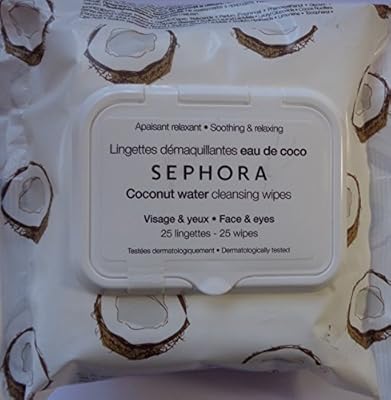 Apaisant relaxant • Soothing & relaxing
Lingettes démaquillantes eau de coco
SEPHORA
Coconut water cleansing wipes
Visage & yeux • Face & eyes
25 lingettes - 25 wipes
Testées dermatologiquement • Dermatologically tested